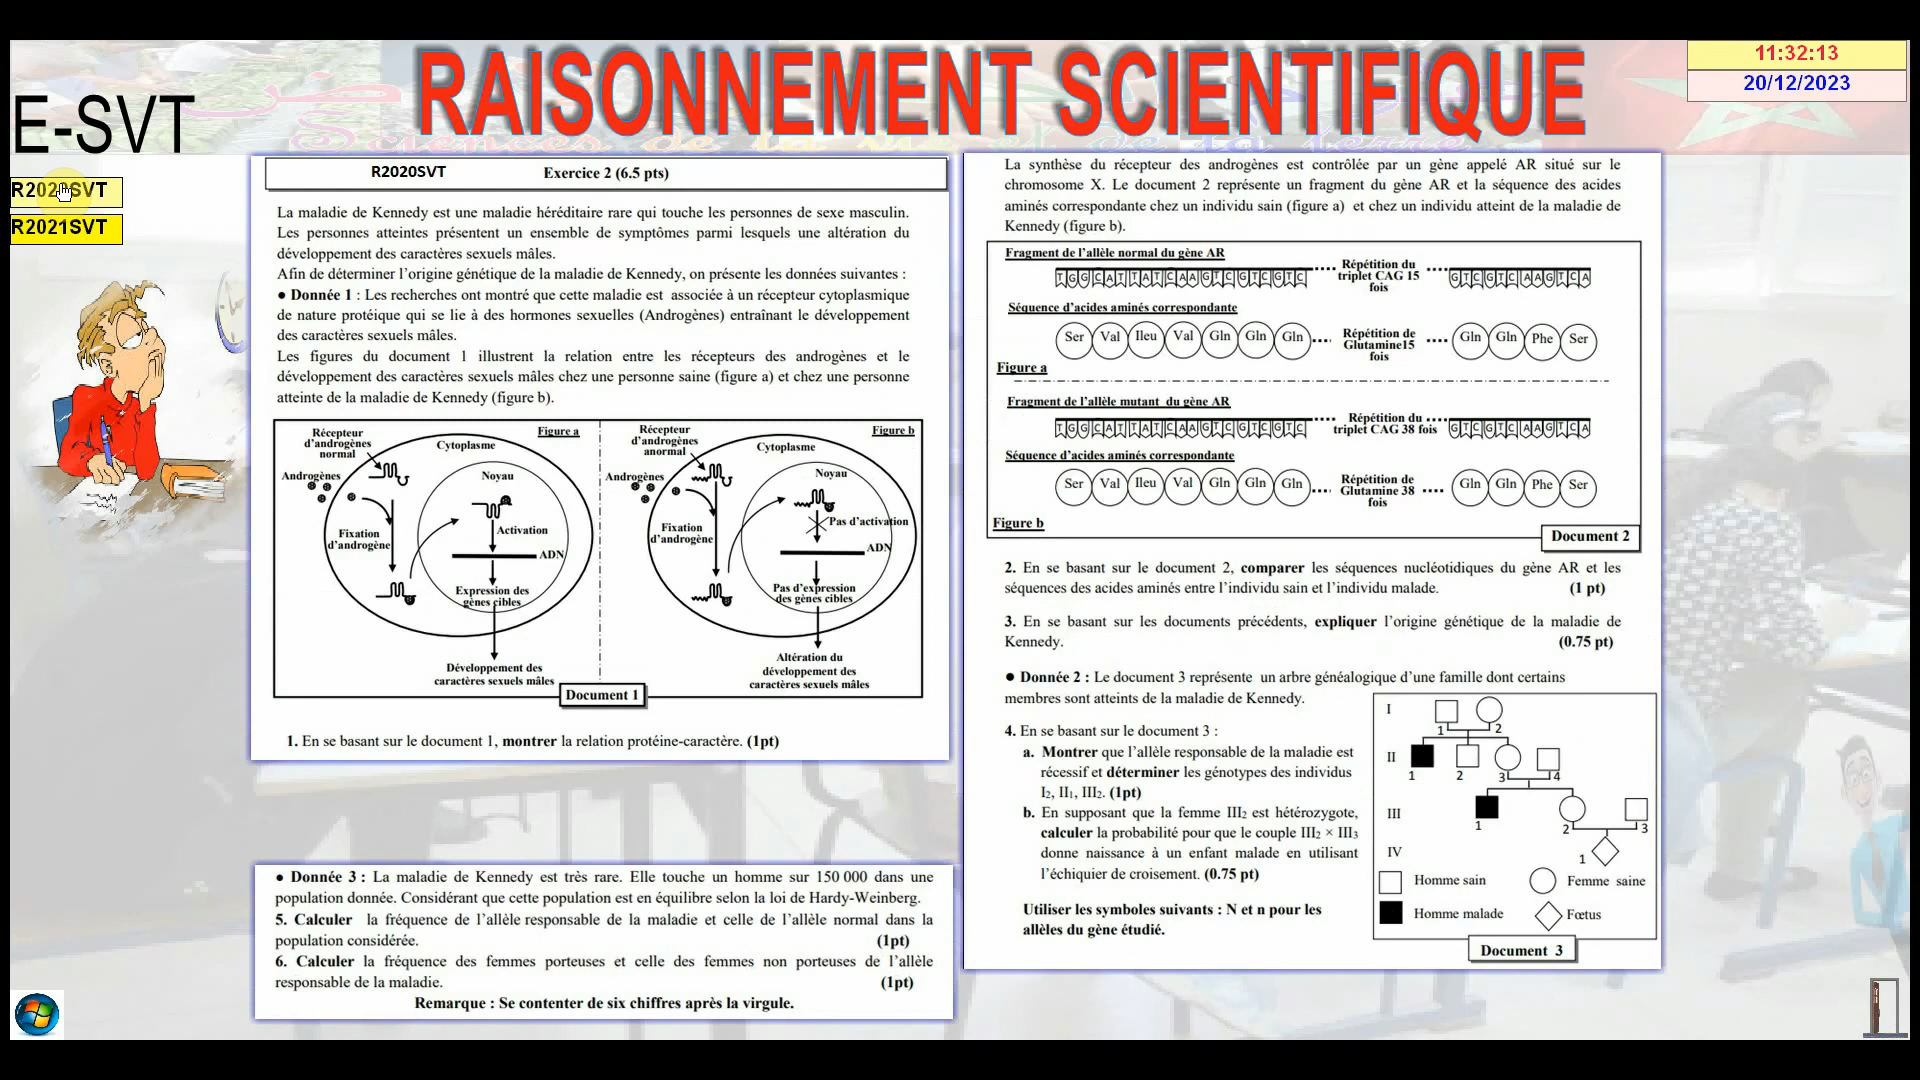 RAISONNEMENT SCIENTIFIQUE
11:32:13
20/12/2023
E-SVT
R2020SVT
R2021SVT
R2020SVT
Exercice 2 (6.5 pts)
La maladie de Kennedy est une maladie héréditaire rare qui touche les personnes de sexe masculin.
Les personnes atteintes présentent un ensemble de symptômes parmi lesquels une altération du
développement des caractères sexuels mâles.
Afin de déterminer l'origine génétique de la maladie de Kennedy, on présente les données suivantes :
● Donnée 1 : Les recherches ont montré que cette maladie est associée à un récepteur cytoplasmique
de nature protéique qui se lie à des hormones sexuelles (Androgènes) entraînant le développement
des caractères sexuels mâles.
Les figures du document 1 illustrent la relation entre les récepteurs des androgènes et le
développement des caractères sexuels mâles chez une personne saine (figure a) et chez une personne
atteinte de la maladie de Kennedy (figure b).
Figure a
Récepteur
d'androgènes
normal
Cytoplasme
Androgènes
Noyau
Fixation
d'androgène
Activation
ADN
Expression des
gènes cibles
Développement des
caractères sexuels mâles
Figure b
Récepteur
d'androgènes
anormal
Cytoplasme
Androgènes
Noyau
Fixation
d'androgène
Pas d'activation
ADN
Pas d'expression
des gènes cibles
Altération du
développement des
caractères sexuels mâles
Document 1
1. En se basant sur le document 1, montrer la relation protéine-caractère. (1pt)
La synthèse du récepteur des androgènes est contrôlée par un gène appelé AR situé sur le
chromosome X. Le document 2 représente un fragment du gène AR et la séquence des acides
aminés correspondante chez un individu sain (figure a) et chez un individu atteint de la maladie de
Kennedy (figure b).
Fragment de l'allèle normal du gène AR
TGGCATTATCAAGTCGTCGTC
Répétition du
triplet CAG 15
fois
GTCGTCAAGTCA
Séquence d'acides aminés correspondante
Ser Val Ileu Val Gln Gln Gln
Répétition de
Glutamine15
fois
Gln Gln Phe Ser
Figure a
Fragment de l'allèle mutant du gène AR
TGGCATTATCAAGTCGTCGTC
Répétition du
triplet CAG 38 fois
GTCGTCAAGTCA
Séquence d'acides aminés correspondante
Ser Val Ileu Val Gln Gln Gln
Répétition de
Glutamine 38
fois
Gln Gln Phe Ser
Figure b
Document 2
2. En se basant sur le document 2, comparer les séquences nucléotidiques du gène AR et les
séquences des acides aminés entre l'individu sain et l'individu malade. (1 pt)
3. En se basant sur les documents précédents, expliquer l'origine génétique de la maladie de
Kennedy. (0.75 pt)
● Donnée 2 : Le document 3 représente un arbre généalogique d'une famille dont certains
membres sont atteints de la maladie de Kennedy.
4. En se basant sur le document 3 :
a. Montrer que l'allèle responsable de la maladie est
récessif et déterminer les génotypes des individus
I2, II1, III2. (1pt)
b. En supposant que la femme III2 est hétérozygote,
calculer la probabilité pour que le couple III2 × III3
donne naissance à un enfant malade en utilisant
l'échiquier de croisement. (0.75 pt)
Utiliser les symboles suivants : N et n pour les
allèles du gène étudié.
I
1 2
II
1 2 3 4
III
1 2 3
IV
1
Homme sain
Femme saine
Homme malade
Fœtus
Document 3
● Donnée 3 : La maladie de Kennedy est très rare. Elle touche un homme sur 150 000 dans une
population donnée. Considérant que cette population est en équilibre selon la loi de Hardy-Weinberg.
5. Calculer la fréquence de l'allèle responsable de la maladie et celle de l'allèle normal dans la
population considérée. (1pt)
6. Calculer la fréquence des femmes porteuses et celle des femmes non porteuses de l'allèle
responsable de la maladie. (1pt)
Remarque : Se contenter de six chiffres après la virgule.